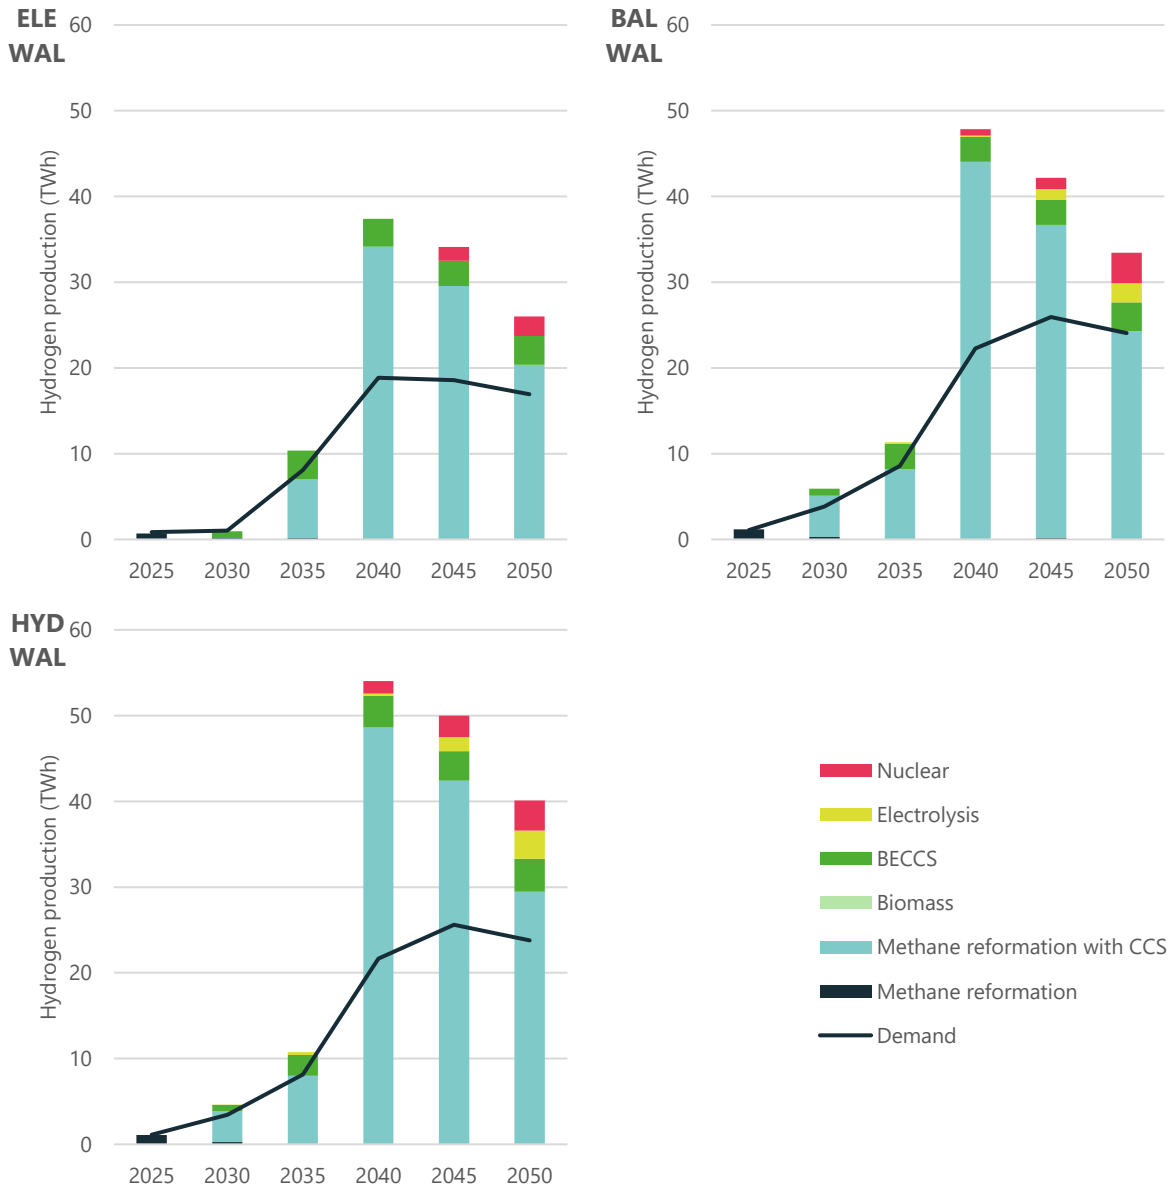 ELE
WAL
60
50
40
30
20
10
0
Hydrogen production (TWh)
2025 2030 2035 2040 2045 2050
BAL
WAL
60
50
40
30
20
10
0
Hydrogen production (TWh)
2025 2030 2035 2040 2045 2050
HYD
WAL
60
50
40
30
20
10
0
Hydrogen production (TWh)
2025 2030 2035 2040 2045 2050
Nuclear
Electrolysis
BECCS
Biomass
Methane reformation with CCS
Methane reformation
Demand